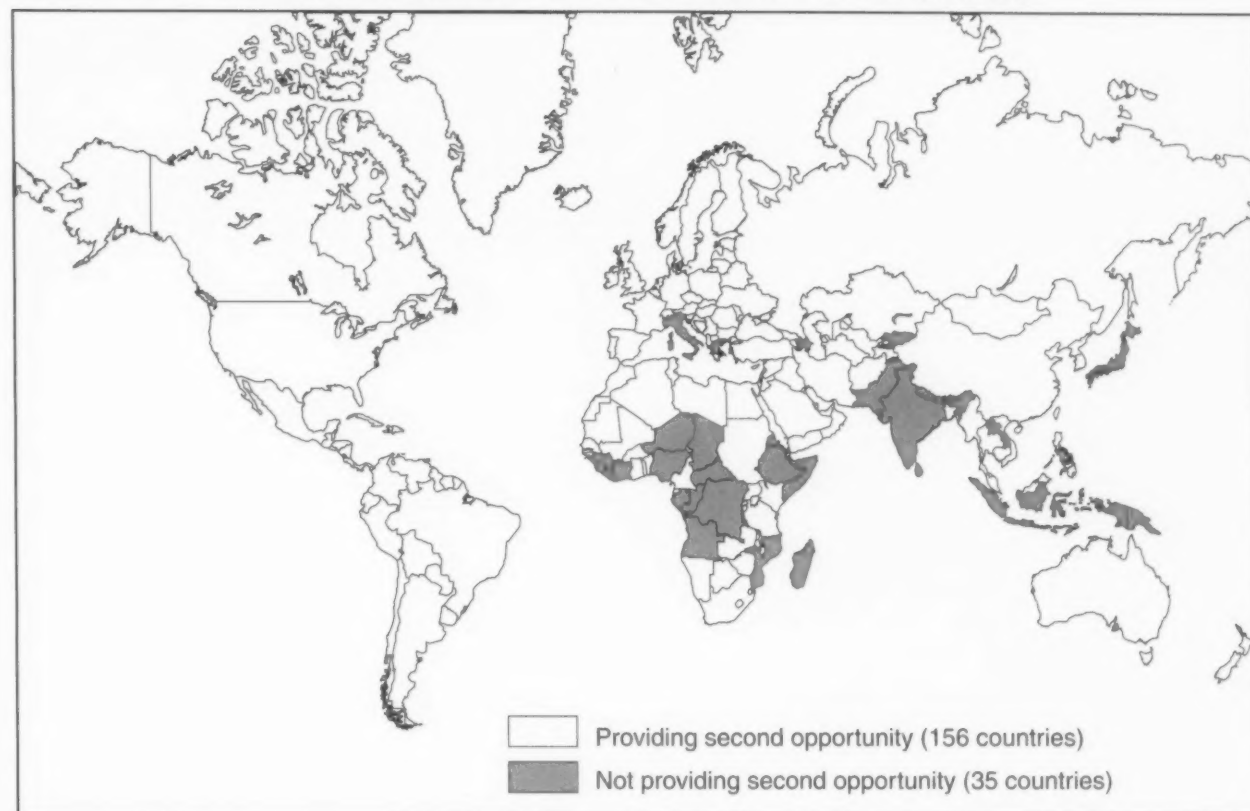 Providing second opportunity (156 countries)
Not providing second opportunity (35 countries)